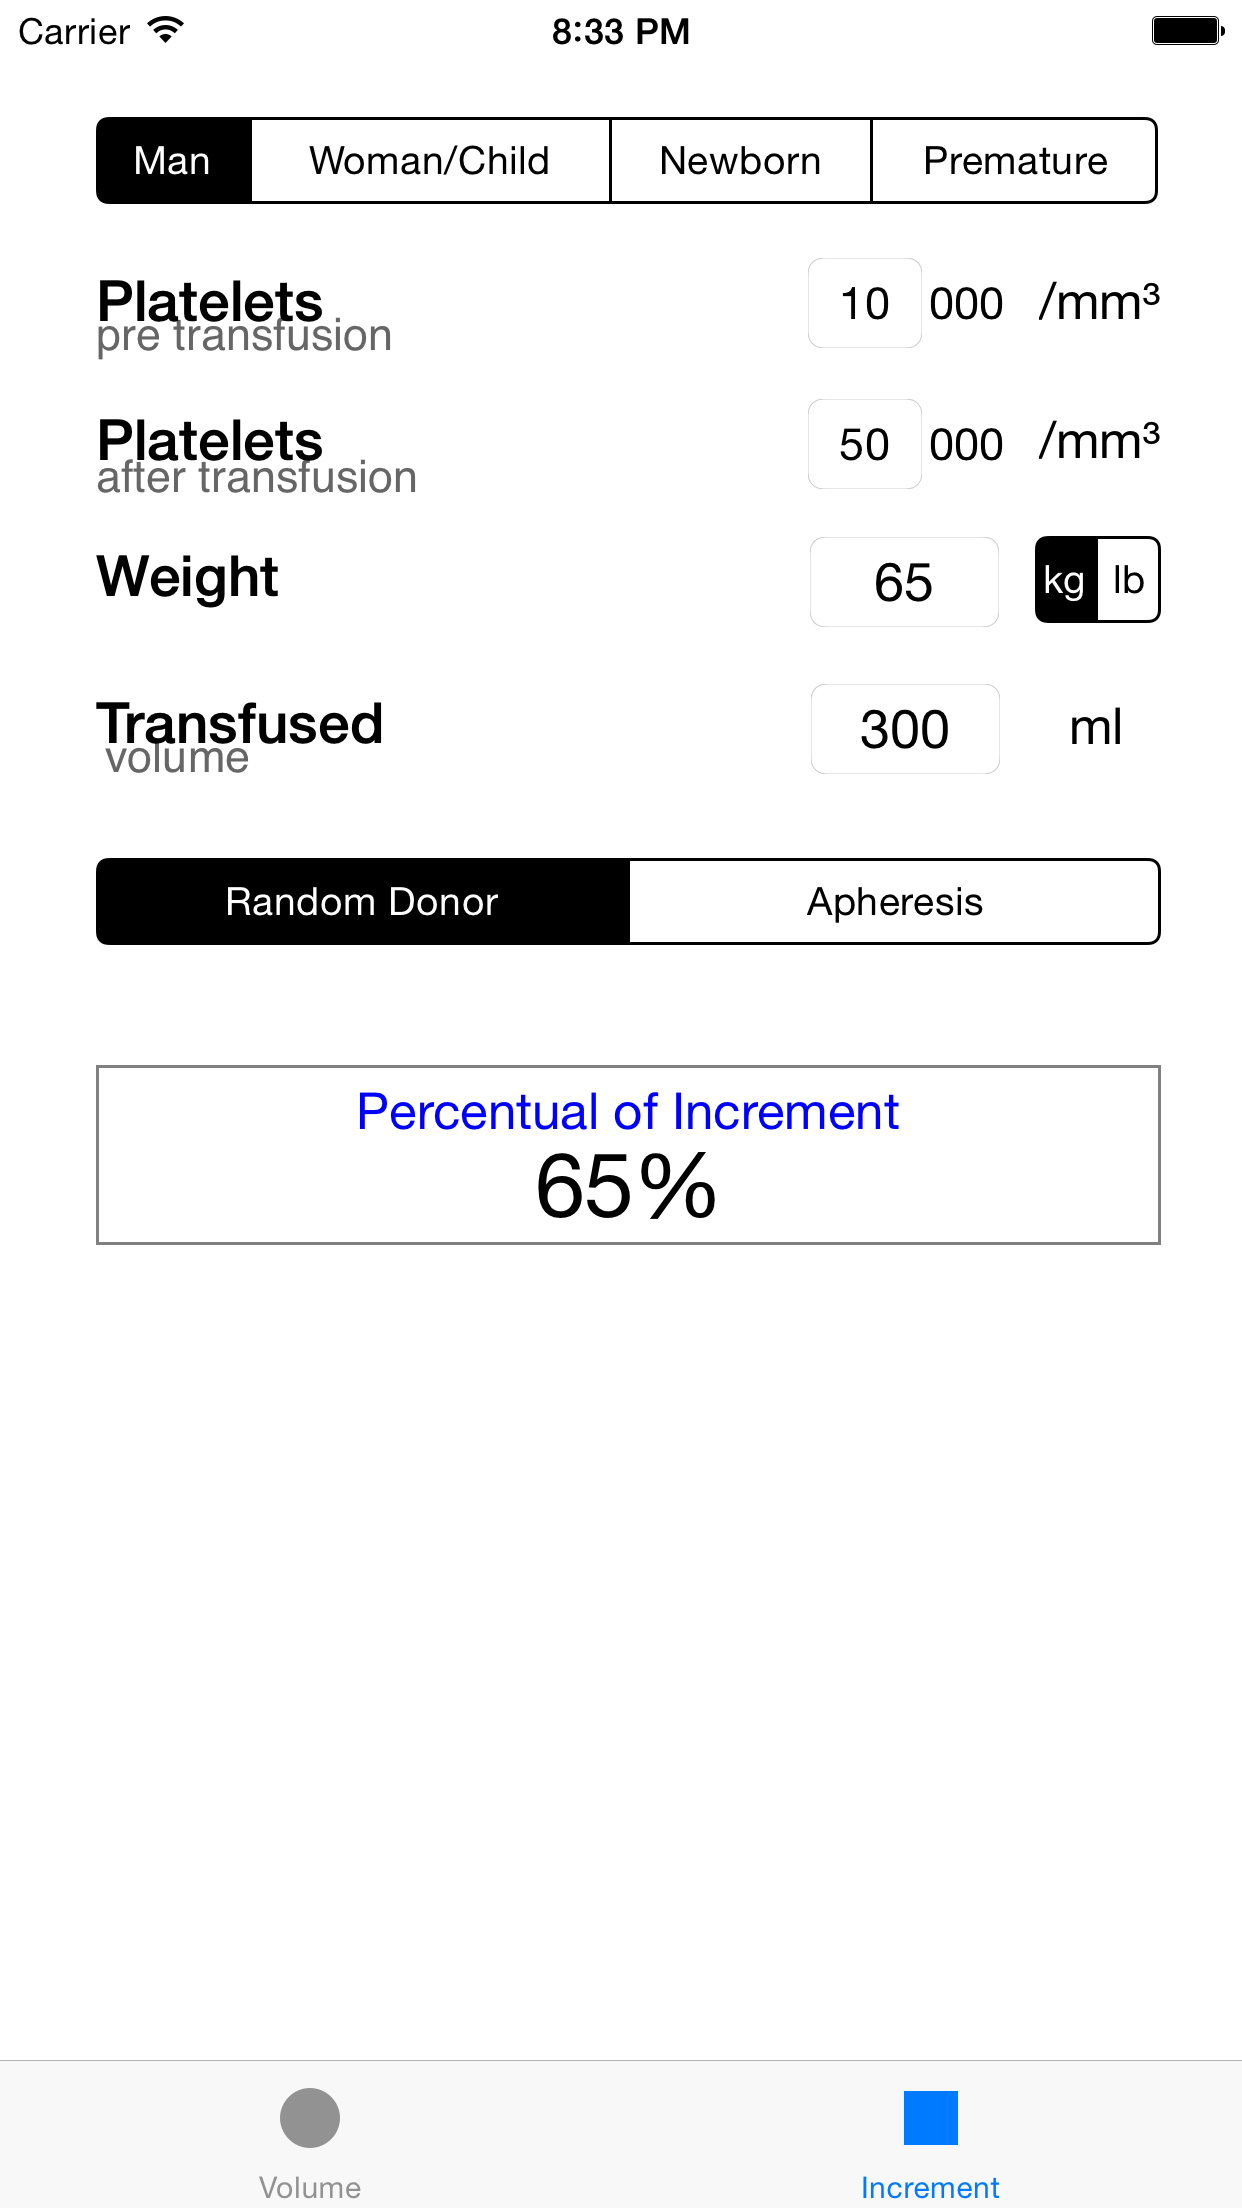 Carrier 8:33 PM
Man Woman/Child Newborn Premature
Platelets 10 000 /mm³
pre transfusion
Platelets 50 000 /mm³
after transfusion
Weight 65 kg lb
Transfused 300 ml
volume
Random Donor Apheresis
Percentual of Increment
65%
Volume Increment